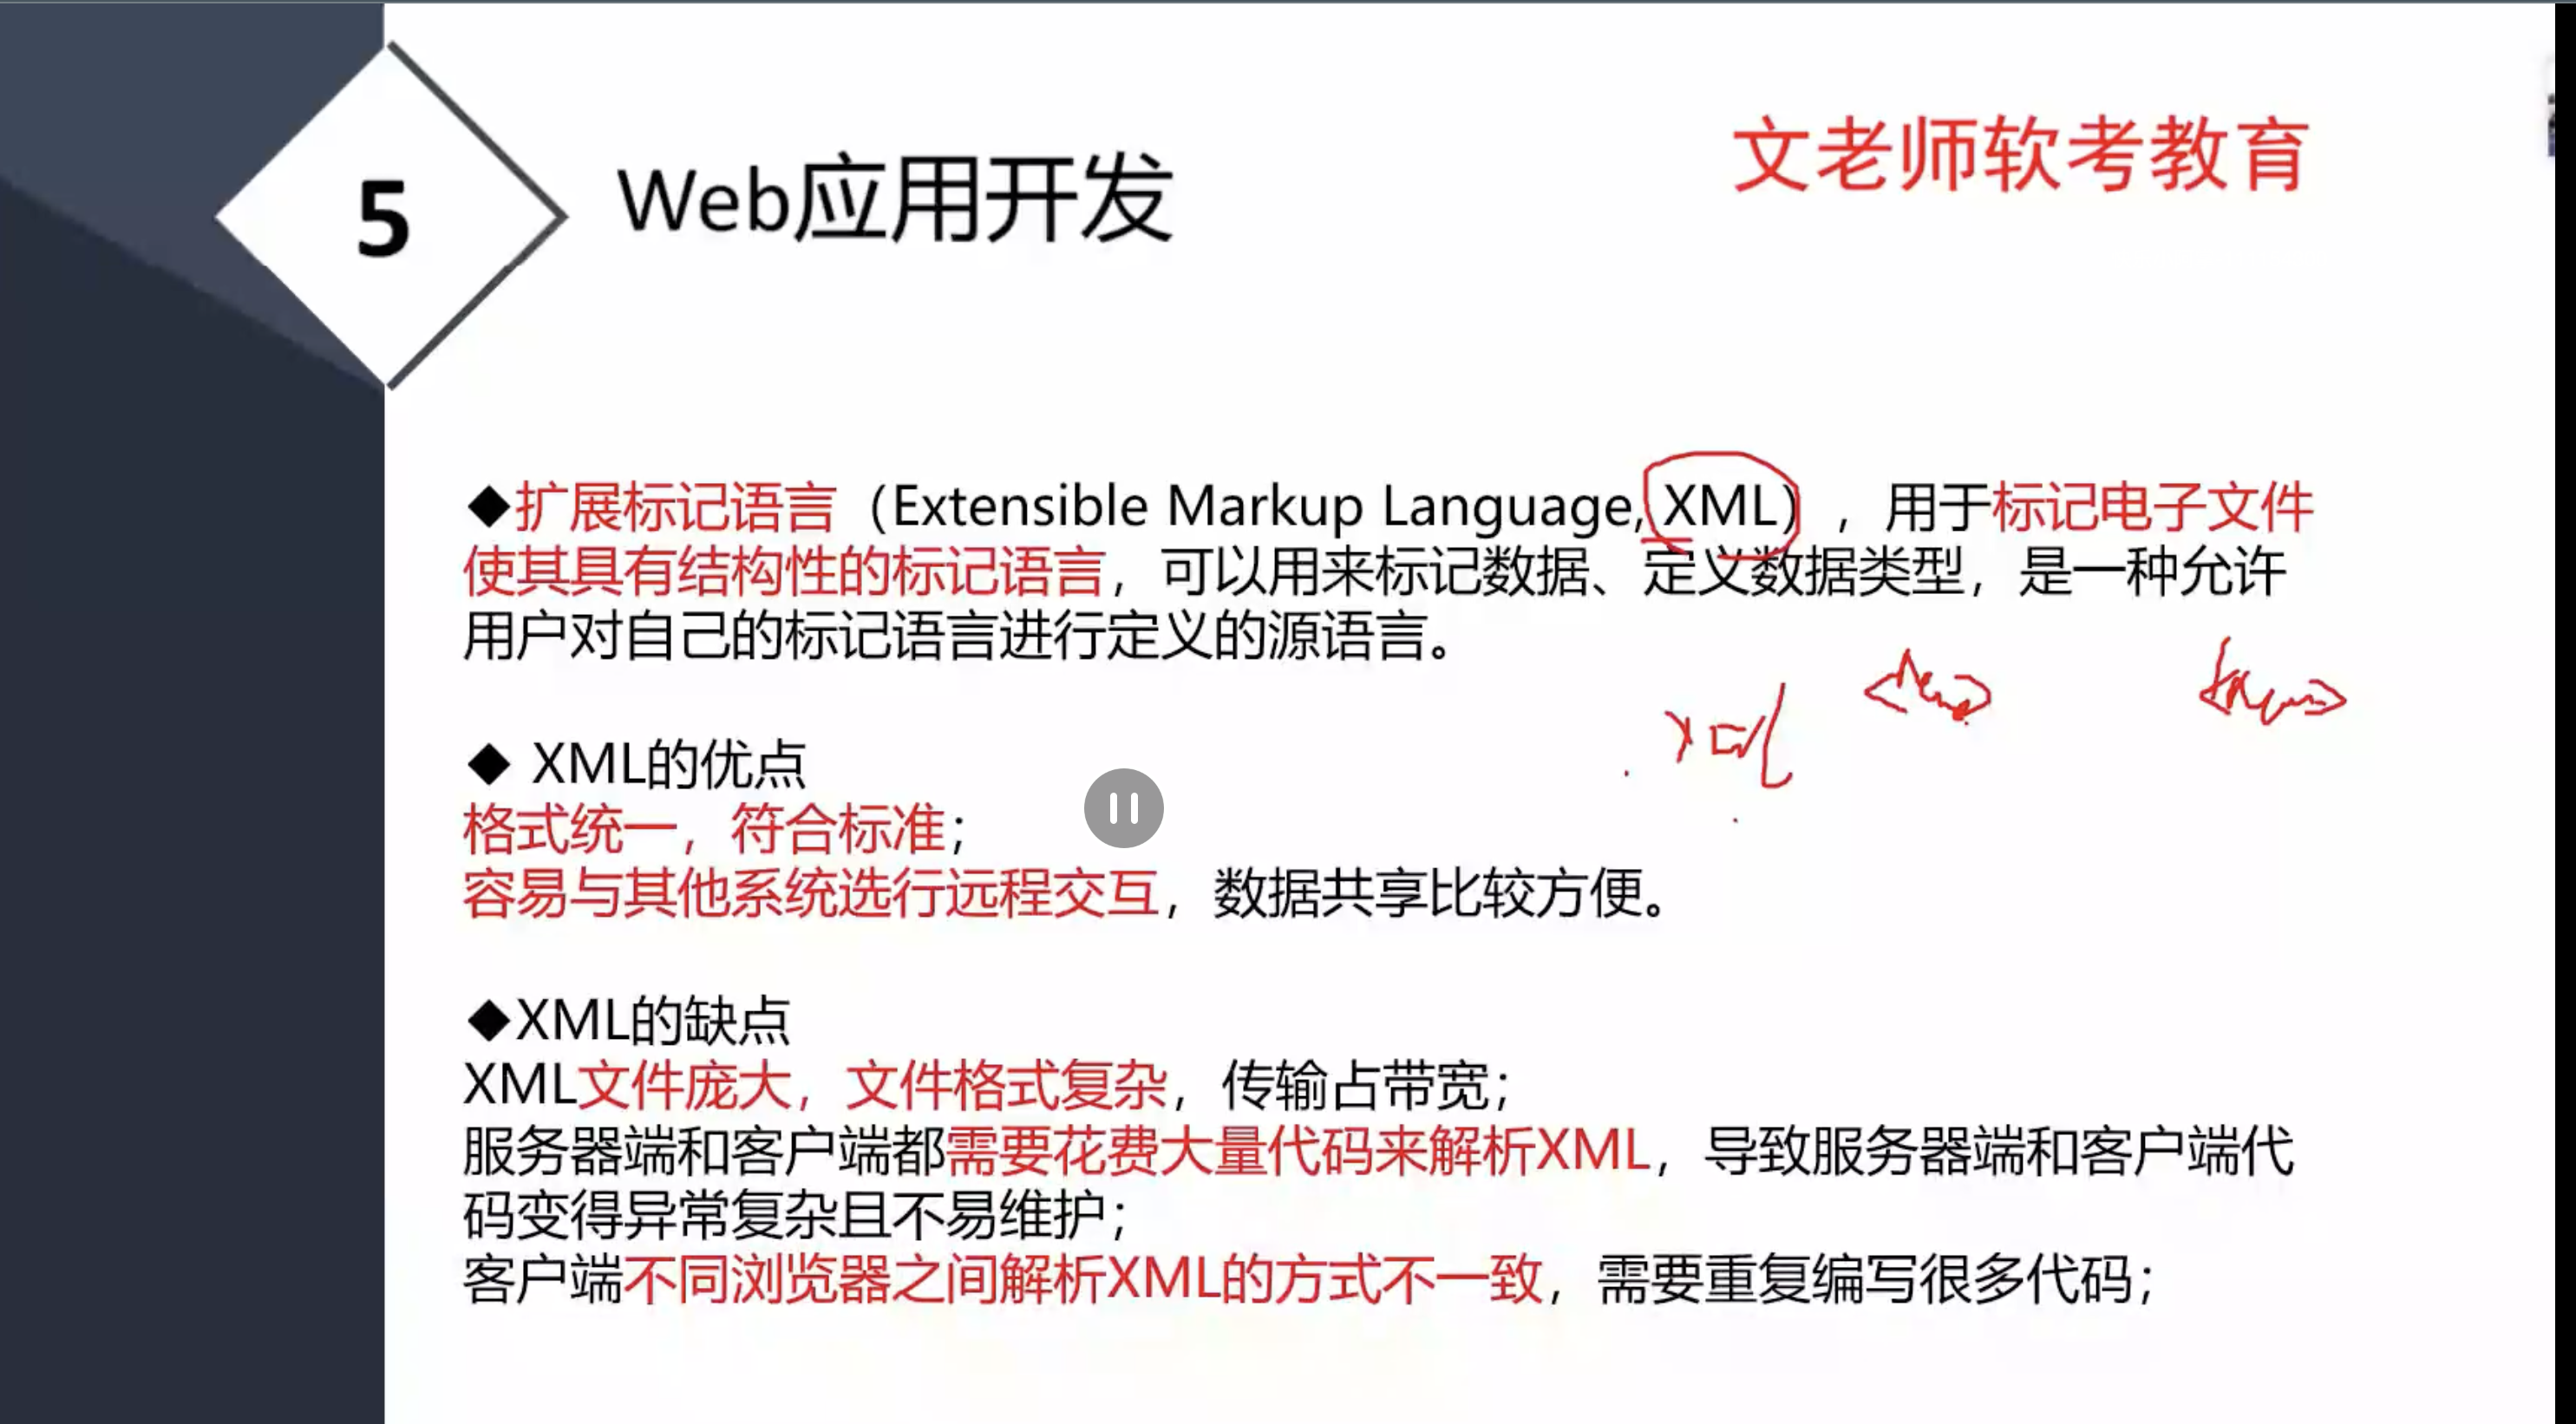 5
Web应用开发
文老师软考教育
◆扩展标记语言（Extensible Markup Language, XML），用于标记电子文件
使其具有结构性的标记语言，可以用来标记数据、定义数据类型，是一种允许
用户对自己的标记语言进行定义的源语言。
xml
◆ XML的优点
格式统一，符合标准；
容易与其他系统选行远程交互，数据共享比较方便。
◆XML的缺点
XML文件庞大，文件格式复杂，传输占带宽；
服务器端和客户端都需要花费大量代码来解析XML，导致服务器端和客户端代
码变得异常复杂且不易维护；
客户端不同浏览器之间解析XML的方式不一致，需要重复编写很多代码；